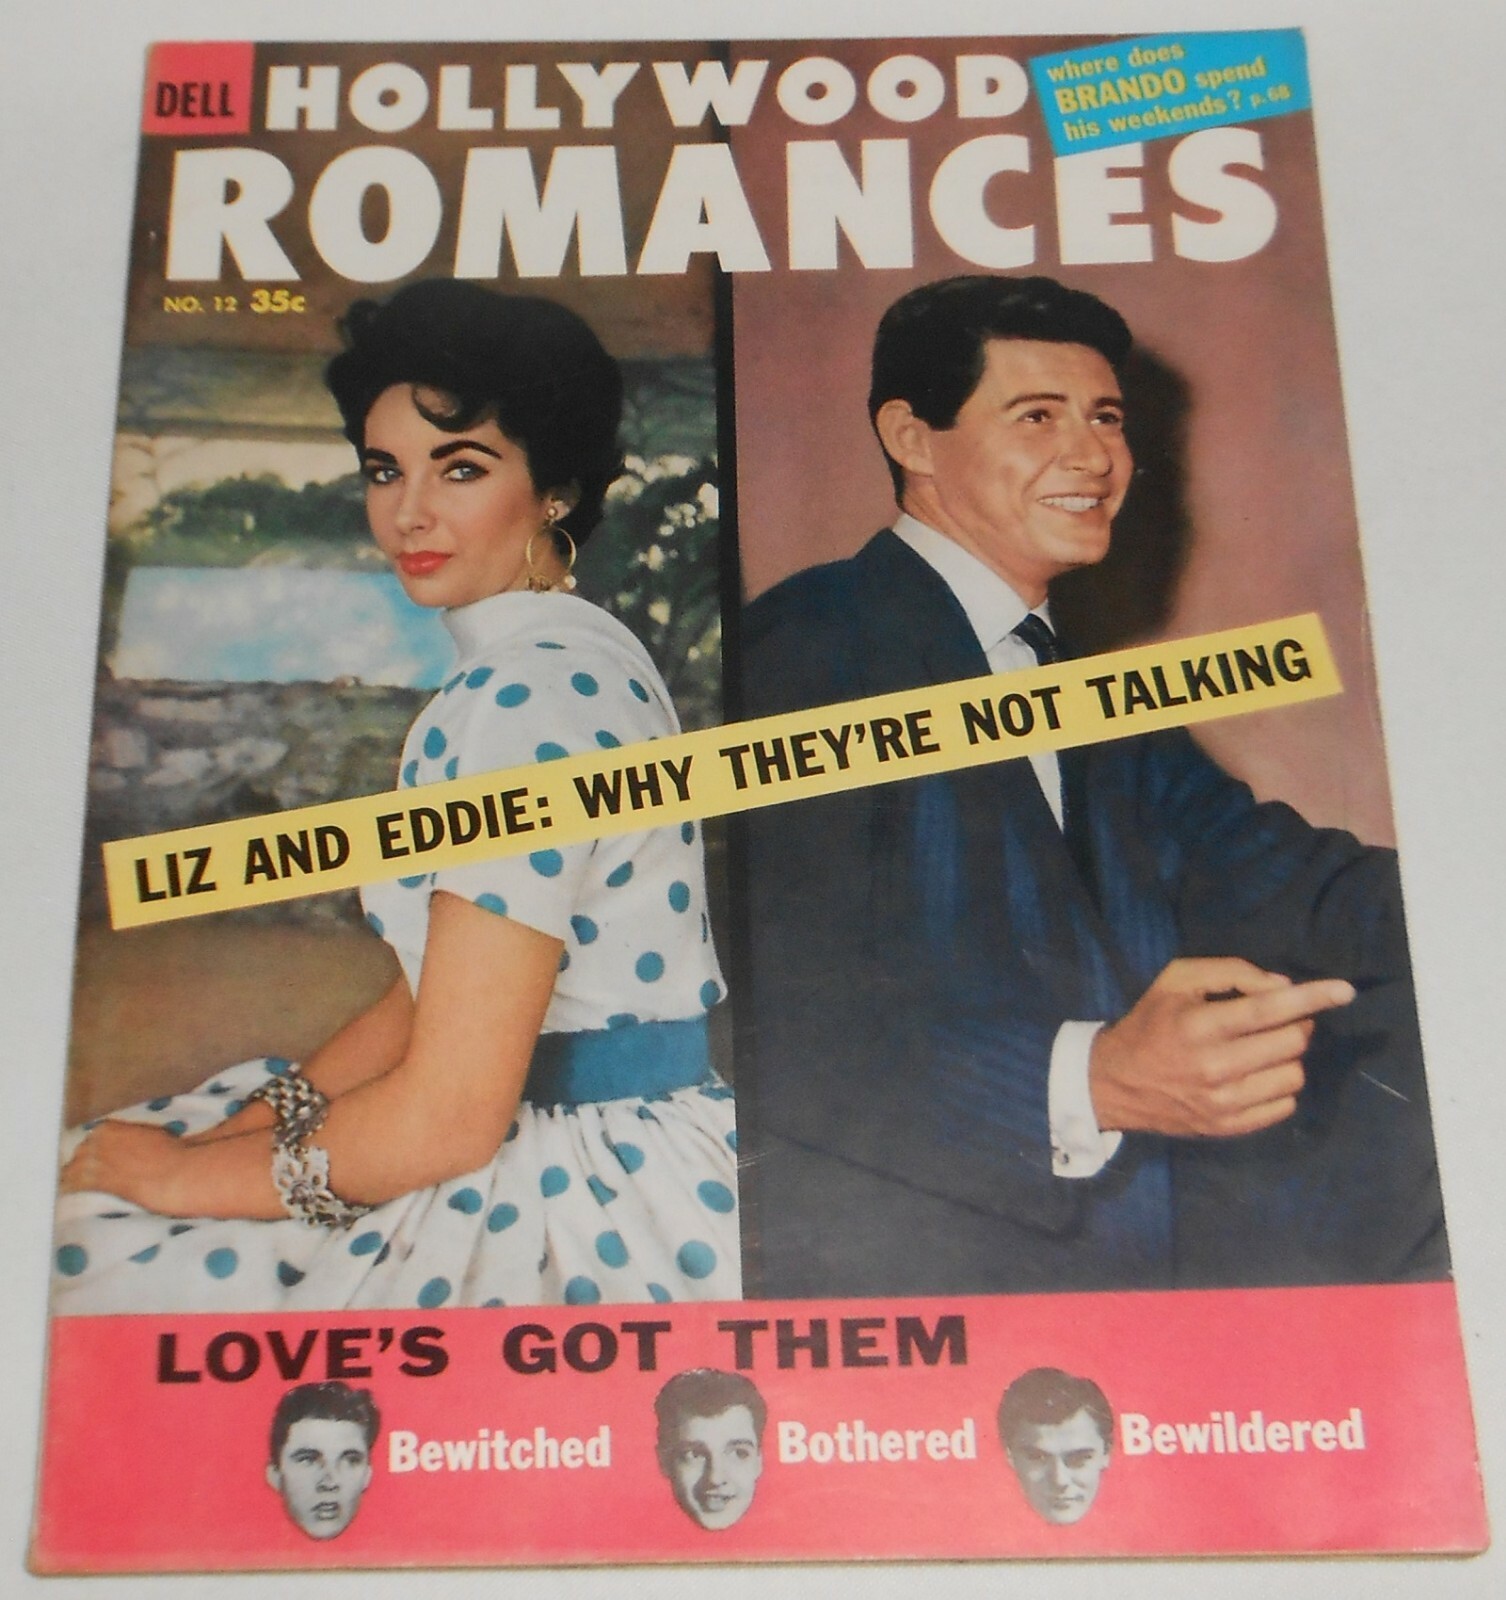 DELL
HOLLYWOOD
ROMANCES
where does
BRANDO spend
his weekends? p. 68
NO. 12 35c
LIZ AND EDDIE: WHY THEY'RE NOT TALKING
LOVE'S GOT THEM
Bewitched Bothered Bewildered